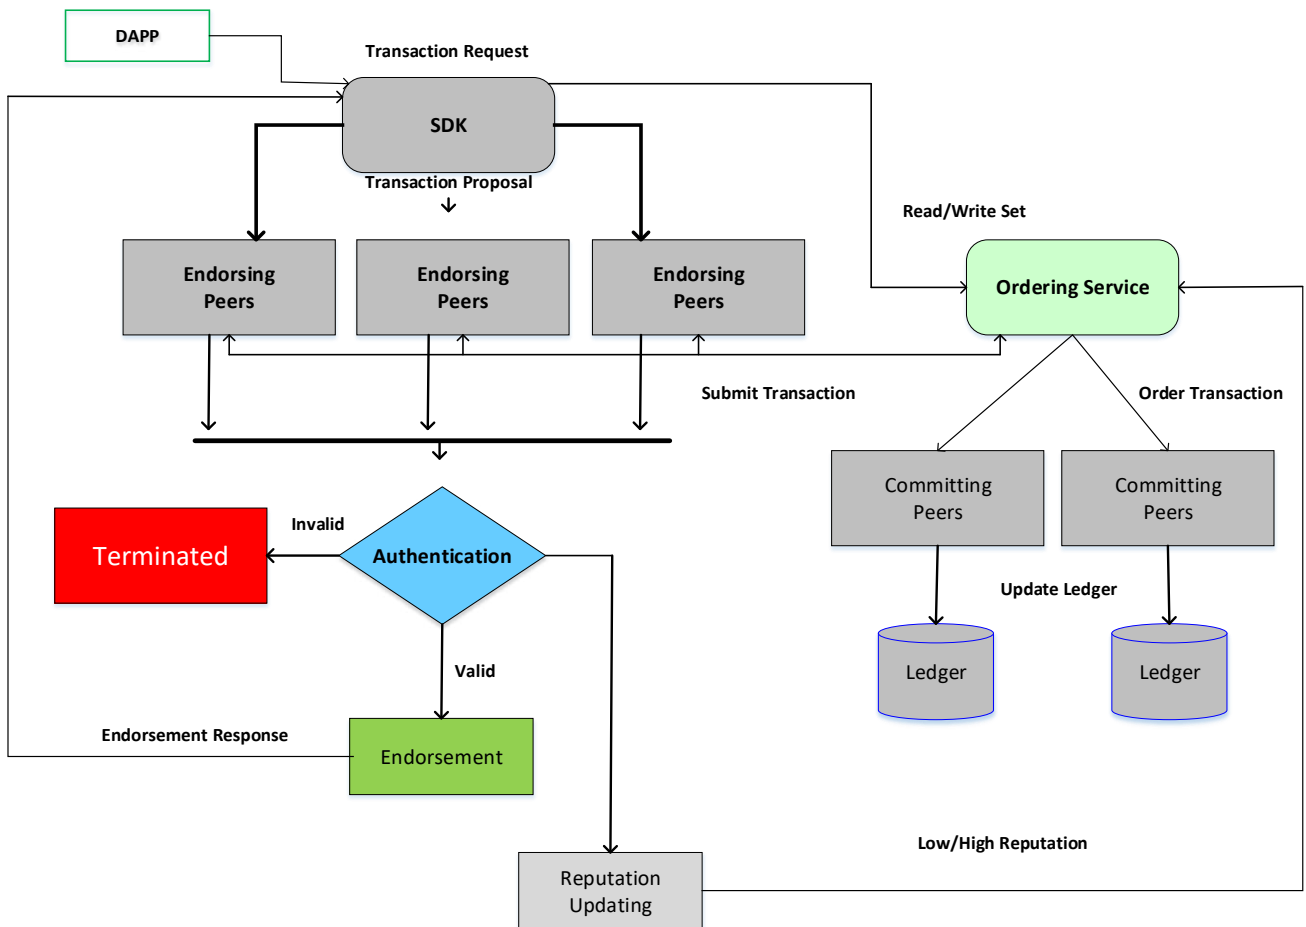 DAPP
Transaction Request
SDK
Transaction Proposal
Read/Write Set
Endorsing
Peers
Endorsing
Peers
Endorsing
Peers
Ordering Service
Submit Transaction
Order Transaction
Committing
Peers
Committing
Peers
Invalid
Terminated
Authentication
Update Ledger
Valid
Ledger
Ledger
Endorsement Response
Endorsement
Low/High Reputation
Reputation
Updating